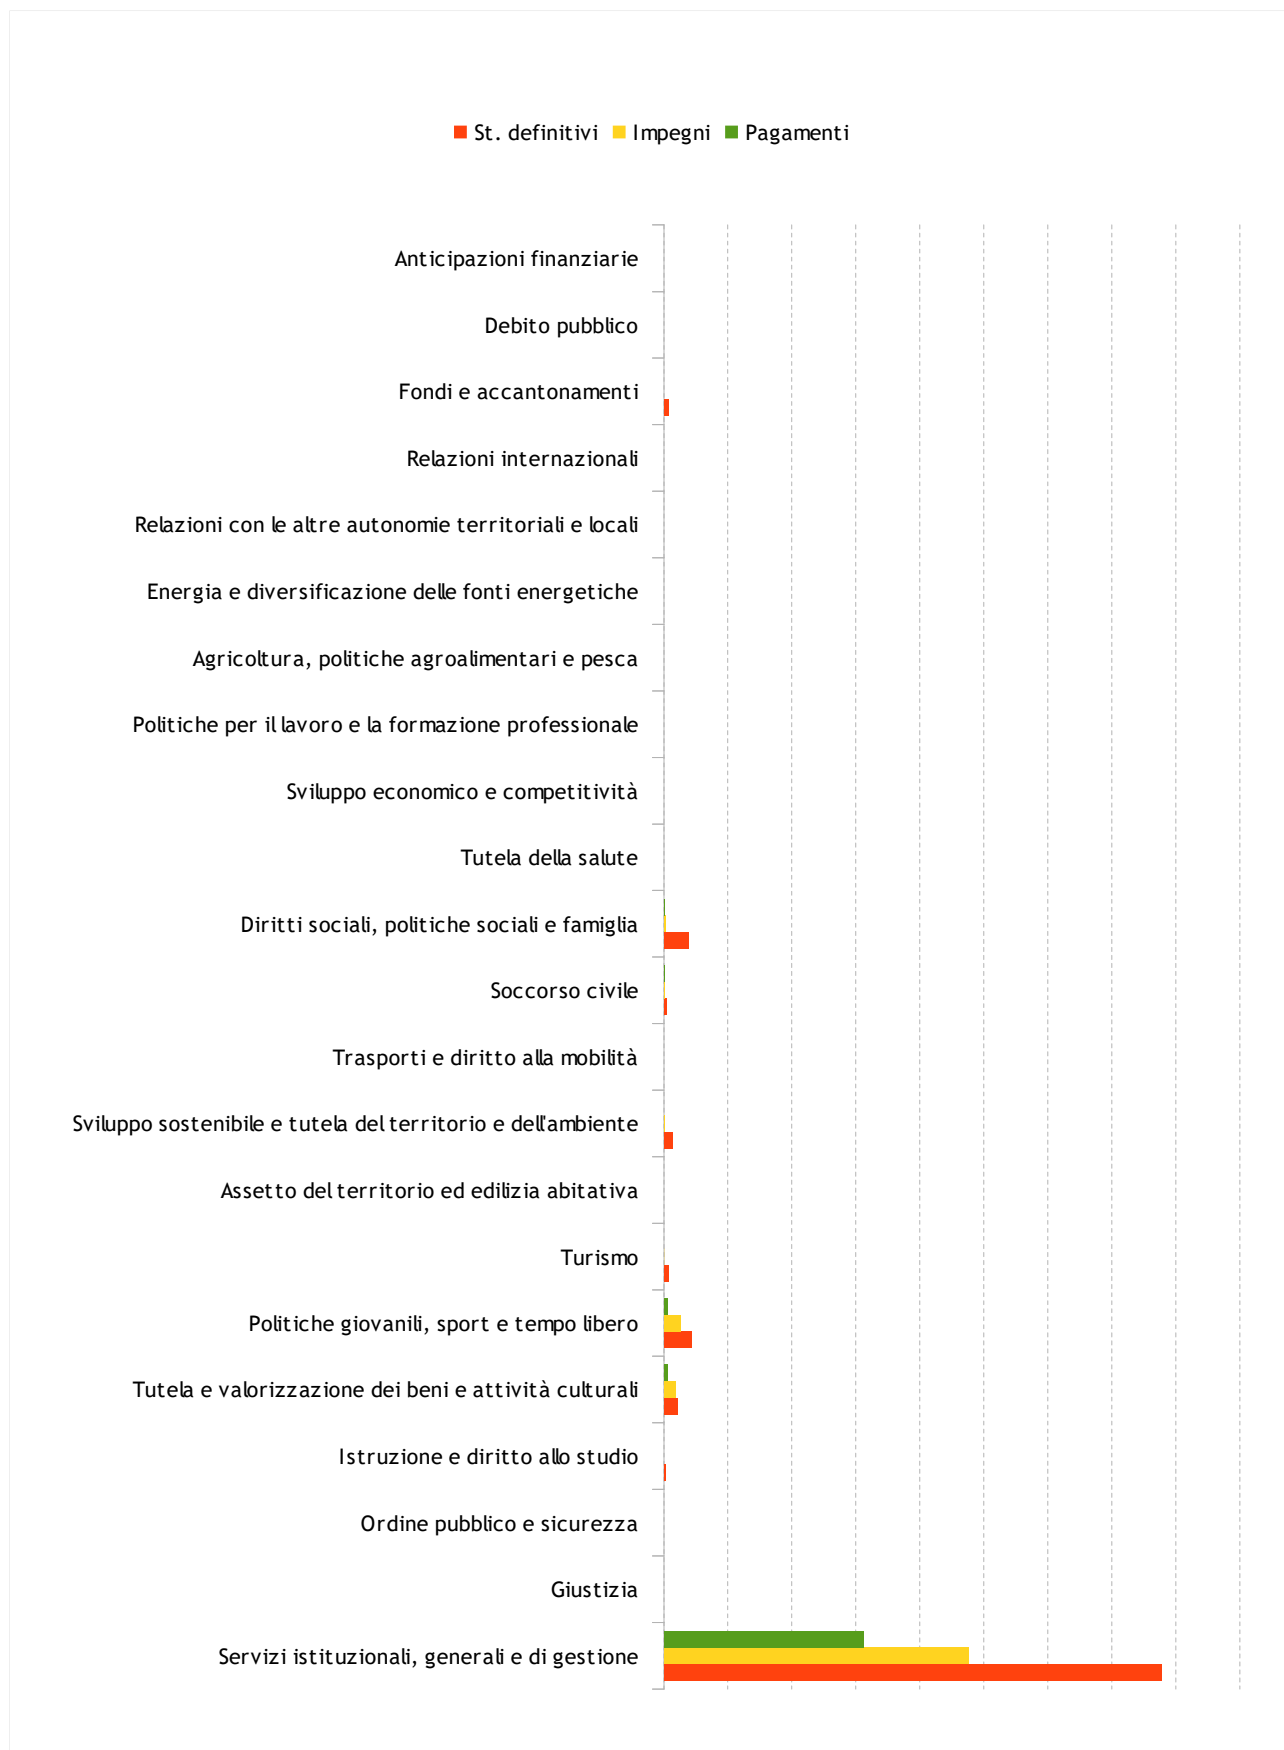 St. definitivi Impegni Pagamenti
Anticipazioni finanziarie
Debito pubblico
Fondi e accantonamenti
Relazioni internazionali
Relazioni con le altre autonomie territoriali e locali
Energia e diversificazione delle fonti energetiche
Agricoltura, politiche agroalimentari e pesca
Politiche per il lavoro e la formazione professionale
Sviluppo economico e competitività
Tutela della salute
Diritti sociali, politiche sociali e famiglia
Soccorso civile
Trasporti e diritto alla mobilità
Sviluppo sostenibile e tutela del territorio e dell'ambiente
Assetto del territorio ed edilizia abitativa
Turismo
Politiche giovanili, sport e tempo libero
Tutela e valorizzazione dei beni e attività culturali
Istruzione e diritto allo studio
Ordine pubblico e sicurezza
Giustizia
Servizi istituzionali, generali e di gestione